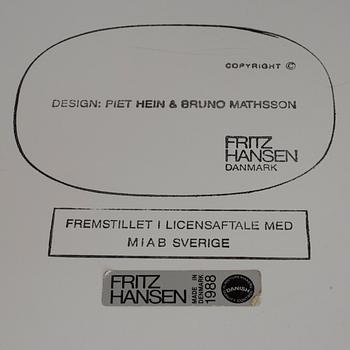 COPYRIGHT ©
DESIGN: PIET HEIN & BRUNO MATHSSON
FRITZ
HANSEN
DANMARK
FREMSTILLET I LICENSAFTALE MED
MIAB SVERIGE
FRITZ
HANSEN
MADE IN
DENMARK
1988
DANISH